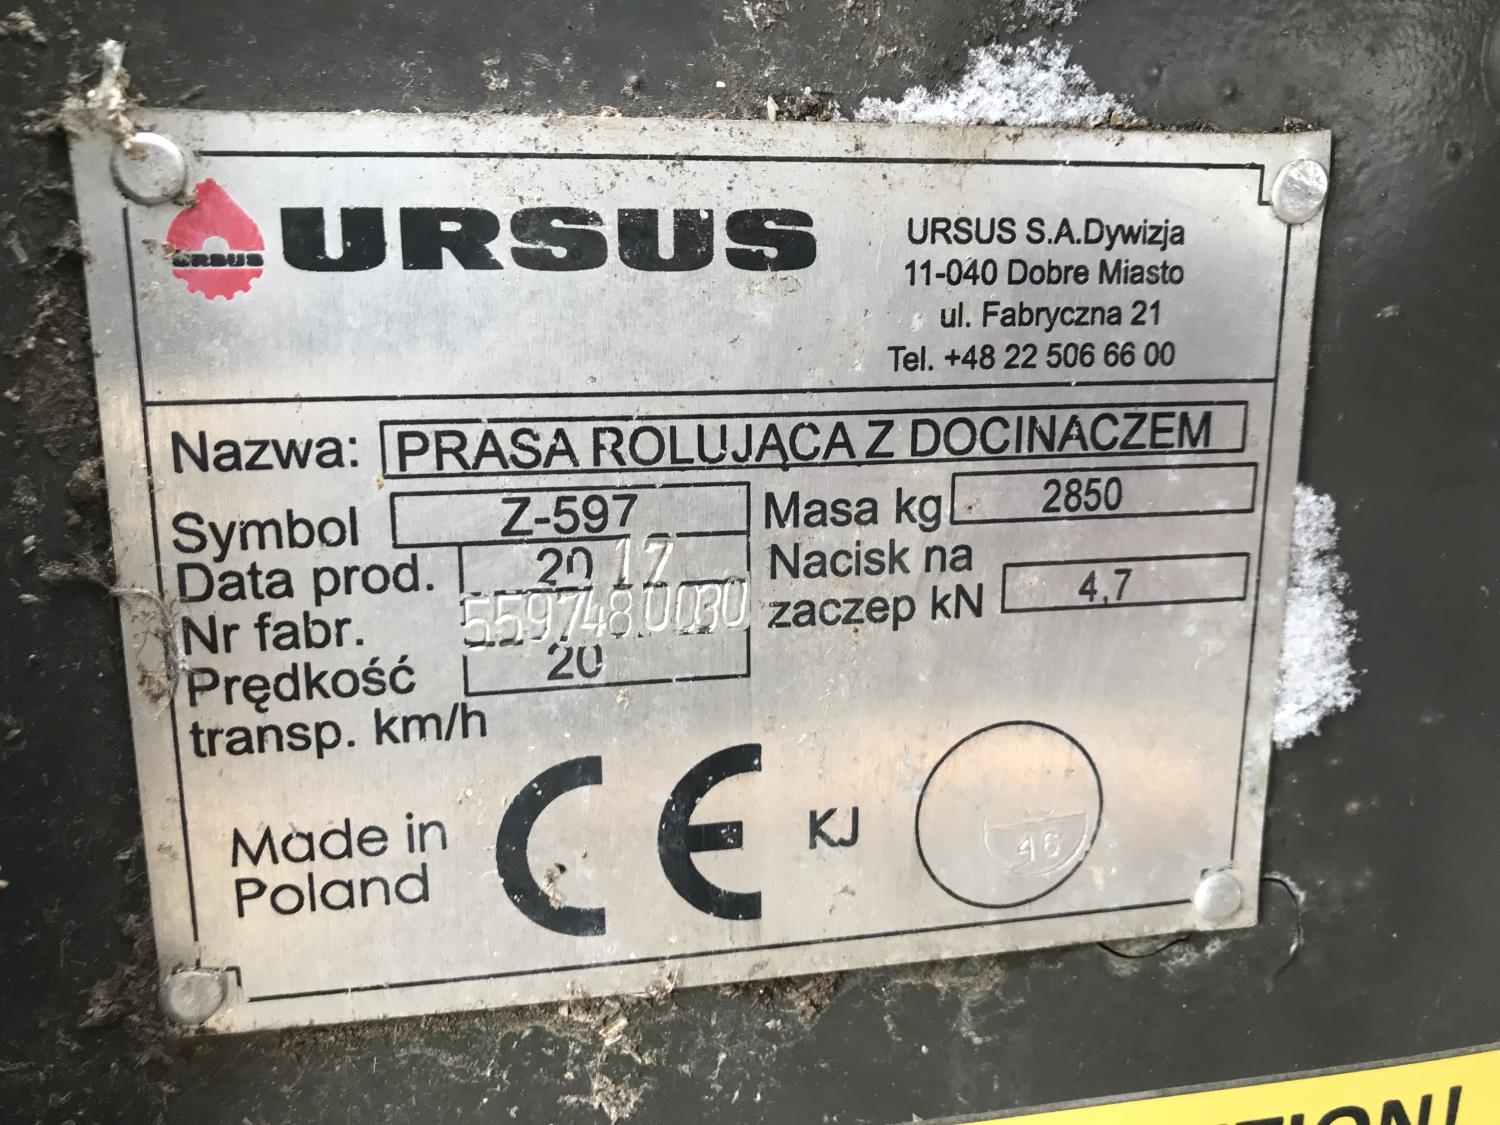 URSUS
URSUS
URSUS S.A.Dywizja
11-040 Dobre Miasto
ul. Fabryczna 21
Tel. +48 22 506 66 00
Nazwa: PRASA ROLUJĄCA Z DOCINACZEM
Symbol Z-597
Masa kg 2850
Data prod. 2017
Nacisk na
zaczep kN 4,7
Nr fabr. 5597480030
Prędkość 20
transp. km/h
Made in
Poland
CE
KJ
46